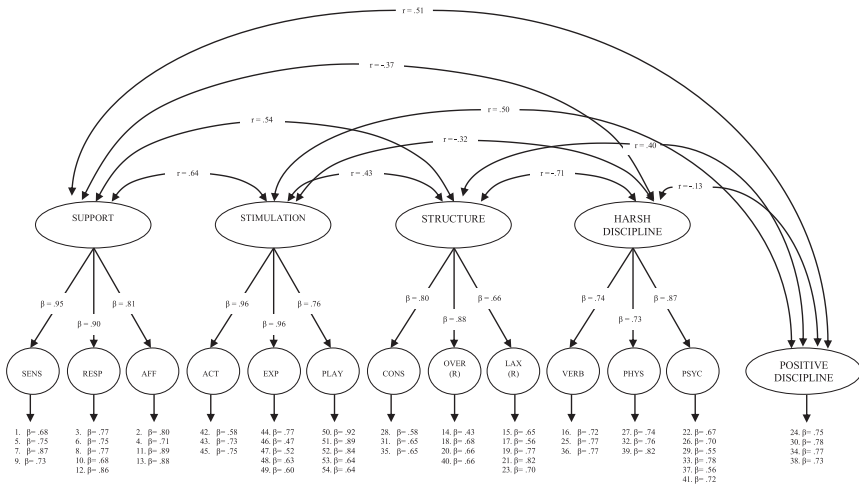 r = .51
r = -.37
r = .50
r = .54
r = -.32
r = .40
r = .64
r = .43
r = -.71
r = -.13
SUPPORT
STIMULATION
STRUCTURE
HARSH
DISCIPLINE
β = .95
β = .90
β = .81
β = .96
β = .96
β = .76
β = .80
β = .88
β = .66
β = .74
β = .73
β = .87
SENS
RESP
AFF
ACT
EXP
PLAY
CONS
OVER
(R)
LAX
(R)
VERB
PHYS
PSYC
POSITIVE
DISCIPLINE
1. β= .68
5. β= .75
7. β= .87
9. β= .73
3. β= .77
6. β= .75
8. β= .77
10. β= .68
12. β= .86
2. β= .80
4. β= .71
11. β= .89
13. β= .88
42. β= .58
43. β= .73
45. β= .75
44. β= .77
46. β= .47
47. β= .52
48. β= .63
49. β= .60
50. β= .92
51. β= .89
52. β= .84
53. β= .64
54. β= .64
28. β= .58
31. β= .65
35. β= .65
14. β= .43
18. β= .68
20. β= .66
40. β= .66
15. β= .65
17. β= .56
19. β= .77
21. β= .82
23. β= .70
16. β= .72
25. β= .77
36. β= .77
27. β= .74
32. β= .76
39. β= .82
22. β= .67
26. β= .70
29. β= .55
33. β= .78
37. β= .56
41. β= .72
24. β= .75
30. β= .78
34. β= .77
38. β= .73